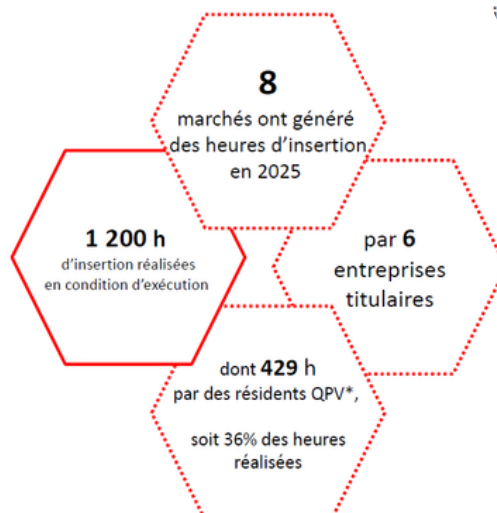 8
marchés ont généré
des heures d'insertion
en 2025
1 200 h
d'insertion réalisées
en condition d'exécution
par 6
entreprises
titulaires
dont 429 h
par des résidents QPV*,
soit 36% des heures
réalisées